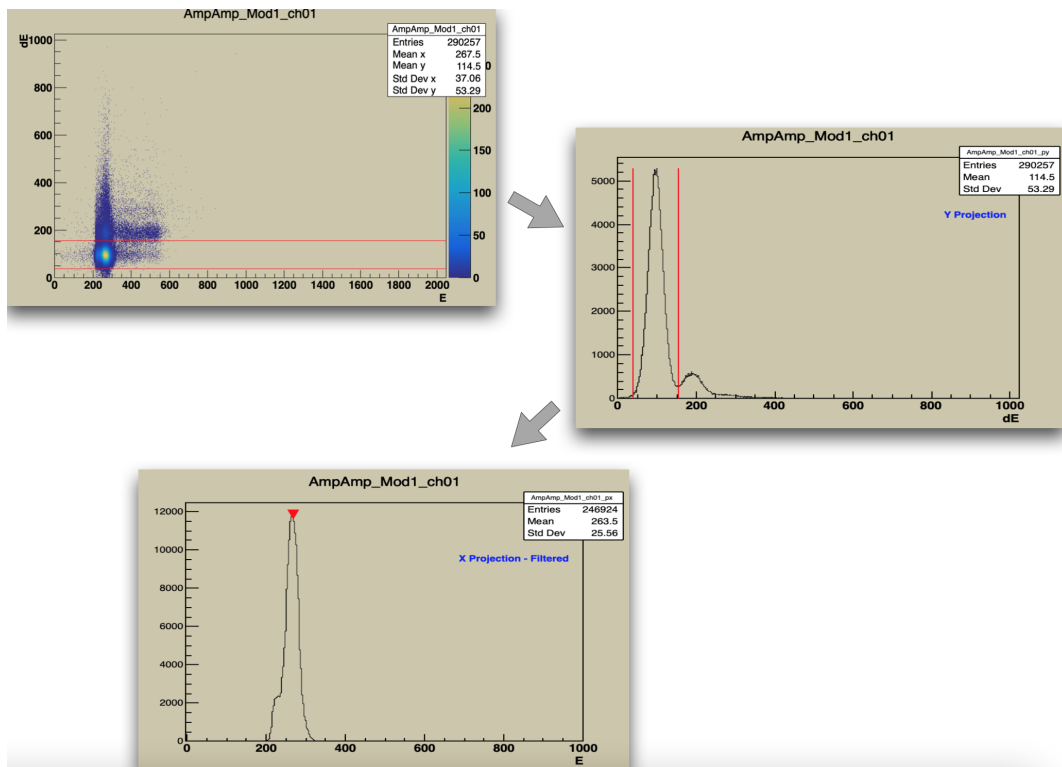 AmpAmp_Mod1_ch01
AmpAmp_Mod1_ch01
Entries 290257
Mean x 267.5
Mean y 114.5
Std Dev x 37.06
Std Dev y 53.29
dE
1000
800
600
400
200
0
0 200 400 600 800 1000 1200 1400 1600 1800 2000
E
0
200
150
100
50
0
AmpAmp_Mod1_ch01
AmpAmp_Mod1_ch01_py
Entries 290257
Mean 114.5
Std Dev 53.29
Y Projection
5000
4000
3000
2000
1000
0
0 200 400 600 800 1000
dE
AmpAmp_Mod1_ch01
AmpAmp_Mod1_ch01_px
Entries 246924
Mean 263.5
Std Dev 25.56
X Projection - Filtered
12000
10000
8000
6000
4000
2000
0
0 200 400 600 800 1000
E